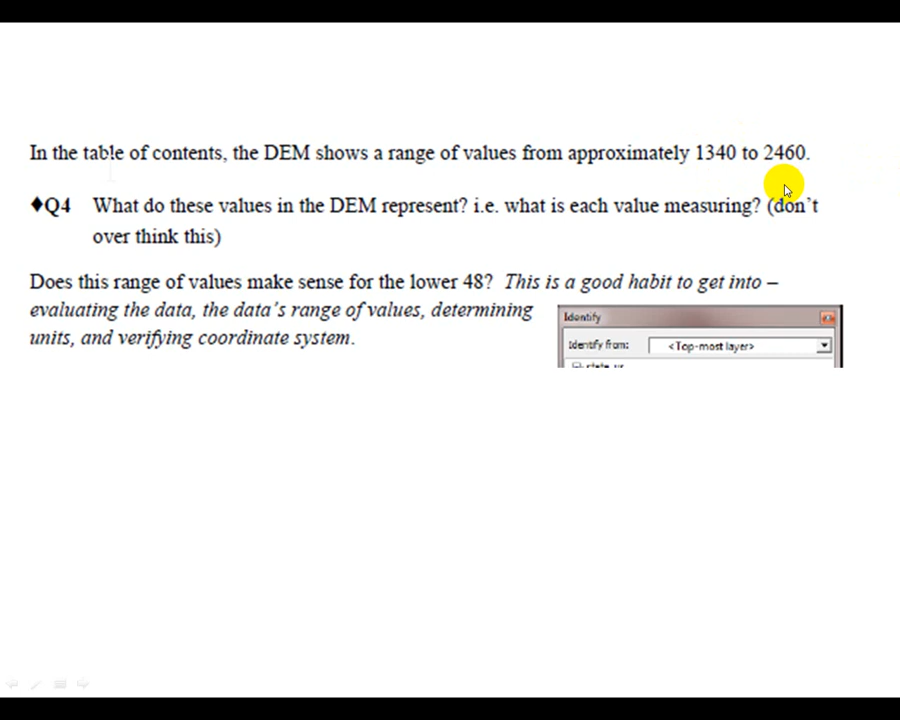 In the table of contents, the DEM shows a range of values from approximately 1340 to 2460.
♦Q4 What do these values in the DEM represent? i.e. what is each value measuring? (don't
over think this)
Does this range of values make sense for the lower 48? This is a good habit to get into –
evaluating the data, the data's range of values, determining
units, and verifying coordinate system.
Identify
Identify from: <Top-most layer>